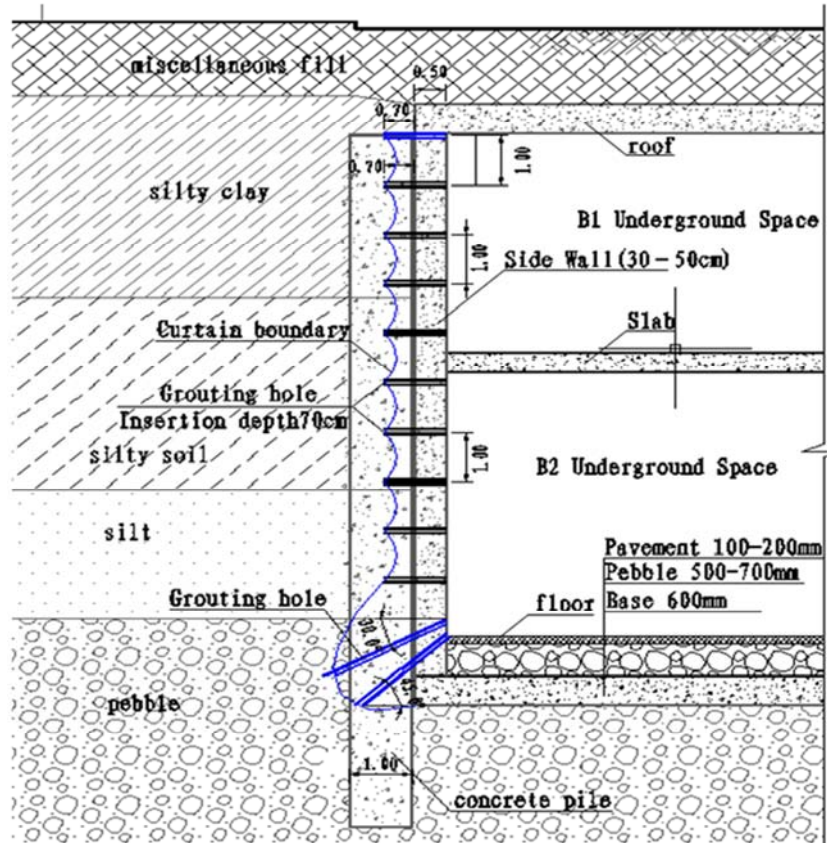 miscellaneous fill
0.50
0.70
roof
0.70
1.00
silty clay
B1 Underground Space
1.00
Side Wall(30-50cm)
Curtain boundary
Slab
Grouting hole
Insertion depth70cm
silty soil
1.00
B2 Underground Space
silt
Pavement 100-200mm
Pebble 500-700mm
Grouting hole
floor
Base 600mm
pebble
1.00
concrete pile